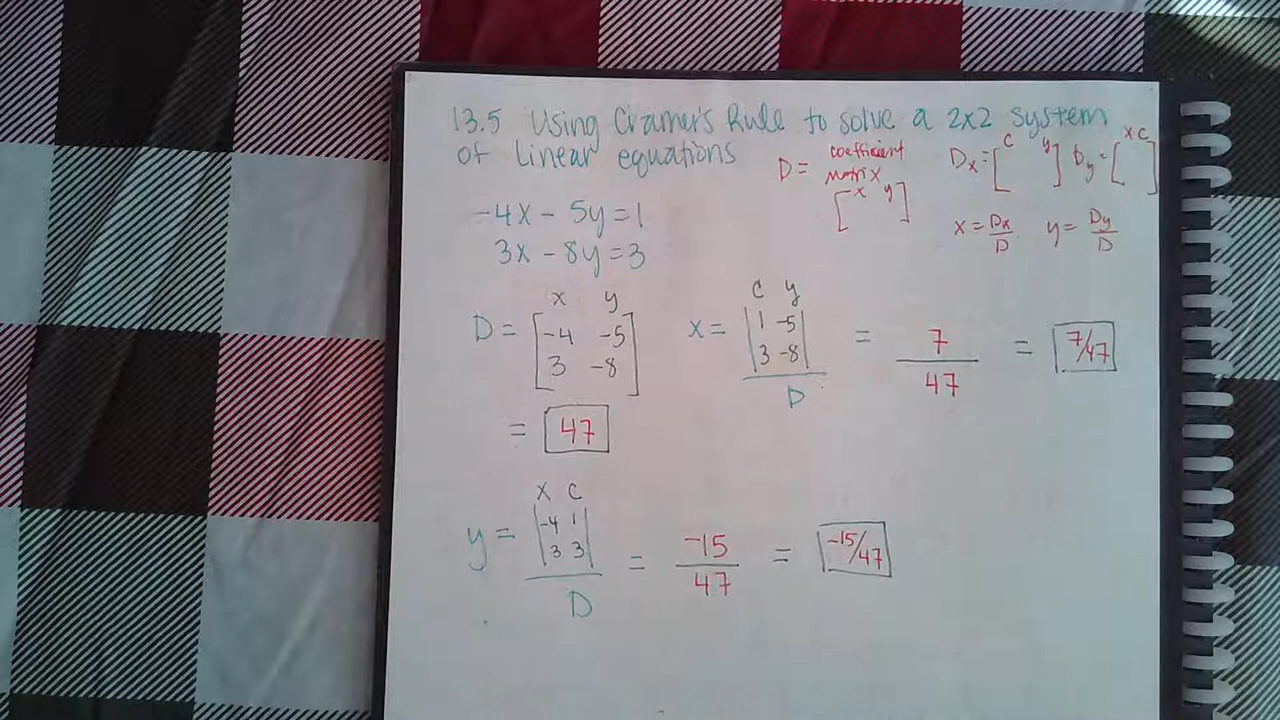 13.5 Using Cramer's Rule to solve a 2x2 system
of linear equations
D = coefficient
matrix
[x y]
Dx = [c y] Dy = [x c]
x = Dx/D y = Dy/D
-4x - 5y = 1
3x - 8y = 3
x y
D = [-4 -5
3 -8]
= 47
c y
x = |1 -5|
|3 -8|
D
= 7/47 = 7/47
x c
y = |-4 1|
|3 3|
D
= -15/47 = -15/47